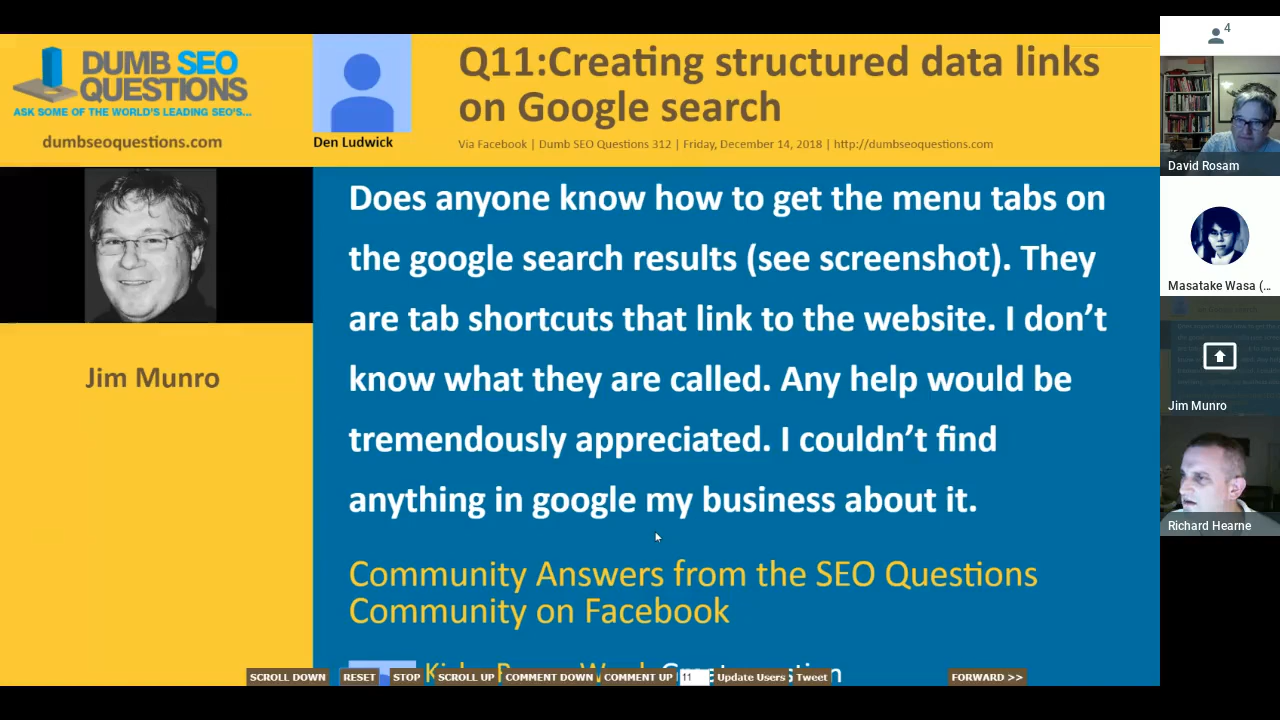 DUMB SEO
QUESTIONS
ASK SOME OF THE WORLD'S LEADING SEO'S...
dumbseoquestions.com
Den Ludwick
Q11:Creating structured data links
on Google search
Via Facebook | Dumb SEO Questions 312 | Friday, December 14, 2018 | http://dumbseoquestions.com
Jim Munro
Does anyone know how to get the menu tabs on
the google search results (see screenshot). They
are tab shortcuts that link to the website. I don't
know what they are called. Any help would be
tremendously appreciated. I couldn't find
anything in google my business about it.
Community Answers from the SEO Questions
Community on Facebook
SCROLL DOWN
RESET
STOP
SCROLL UP
COMMENT DOWN
COMMENT UP
11
Update Users
Tweet
FORWARD >>
4
David Rosam
Masatake Wasa (...
Jim Munro
Richard Hearne